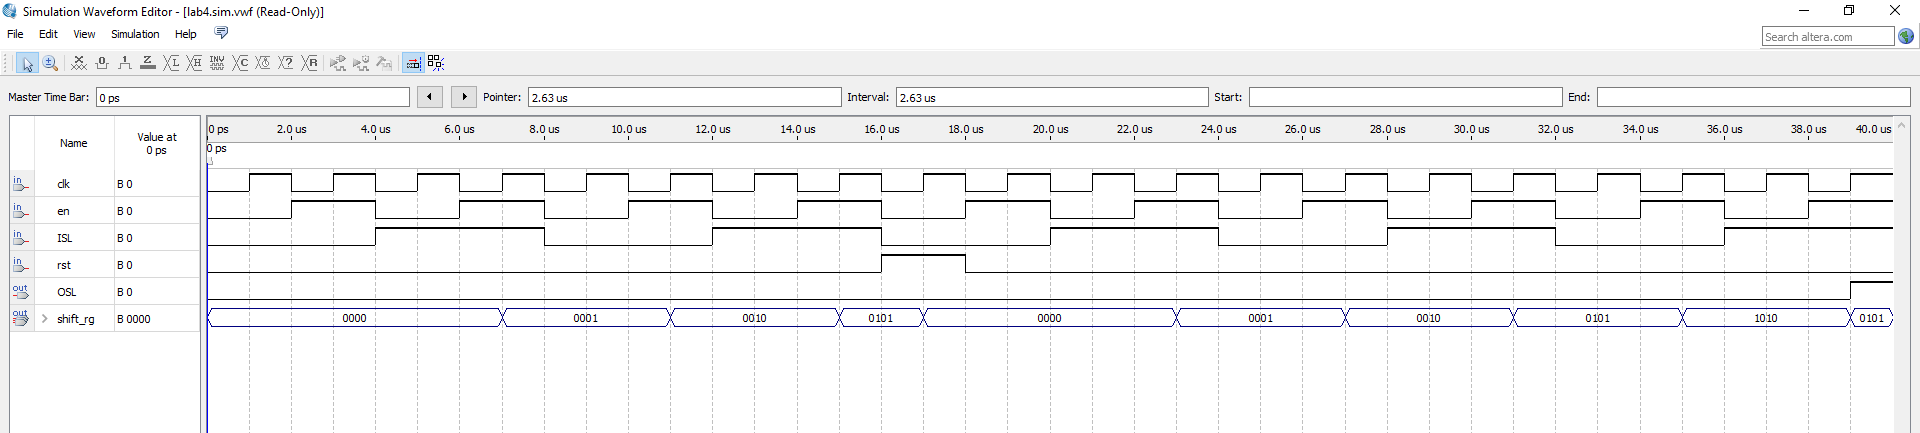 Simulation Waveform Editor - [lab4.sim.vwf (Read-Only)]
File Edit View Simulation Help
Search altera.com
Master Time Bar: 0 ps Pointer: 2.63 us Interval: 2.63 us Start: End:
Name Value at 0 ps
0 ps 2.0 us 4.0 us 6.0 us 8.0 us 10.0 us 12.0 us 14.0 us 16.0 us 18.0 us 20.0 us 22.0 us 24.0 us 26.0 us 28.0 us 30.0 us 32.0 us 34.0 us 36.0 us 38.0 us 40.0 us
0 ps
in clk B 0
in en B 0
in ISL B 0
in rst B 0
out OSL B 0
out shift_rg B 0000 0000 0001 0010 0101 0000 0001 0010 0101 1010 0101